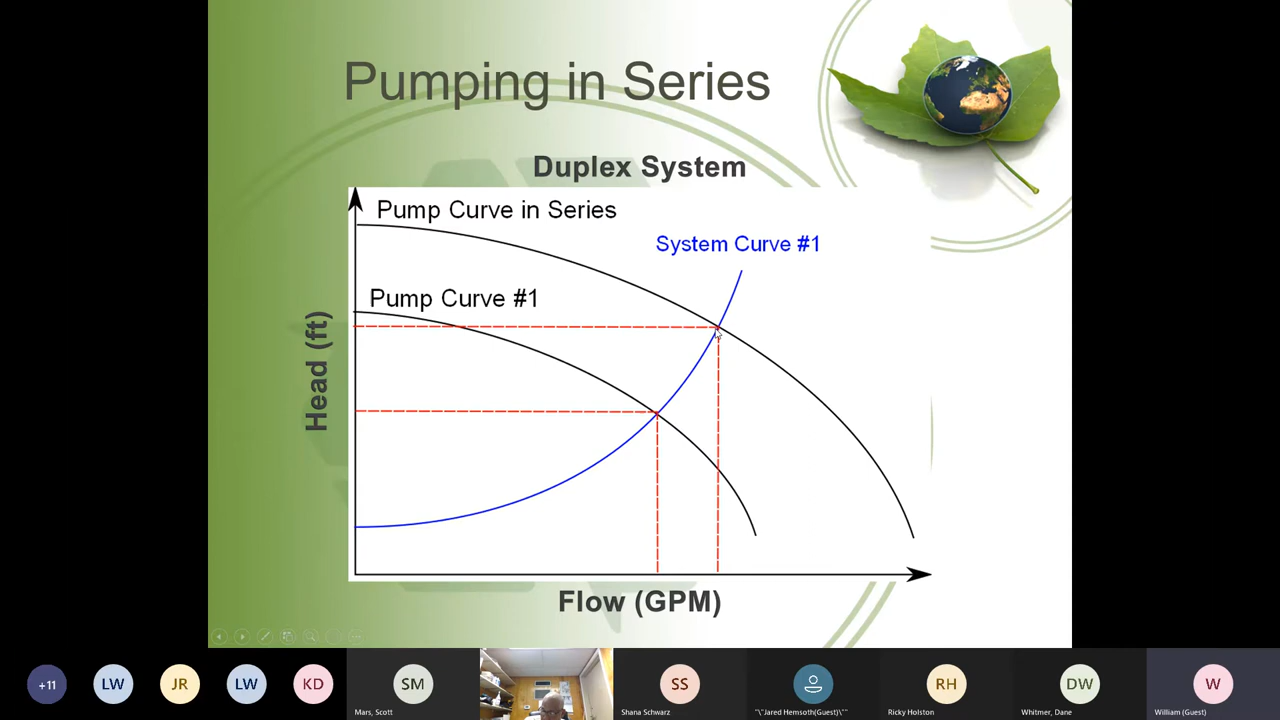 Pumping in Series
Duplex System
Pump Curve in Series
System Curve #1
Pump Curve #1
Head (ft)
Flow (GPM)
+11
LW
JR
LW
KD
SM
SS
RH
DW
W
Mars, Scott
Shana Schwarz
"\"Jared Hemsoth(Guest)\""
Ricky Holston
Whitmer, Dane
William (Guest)